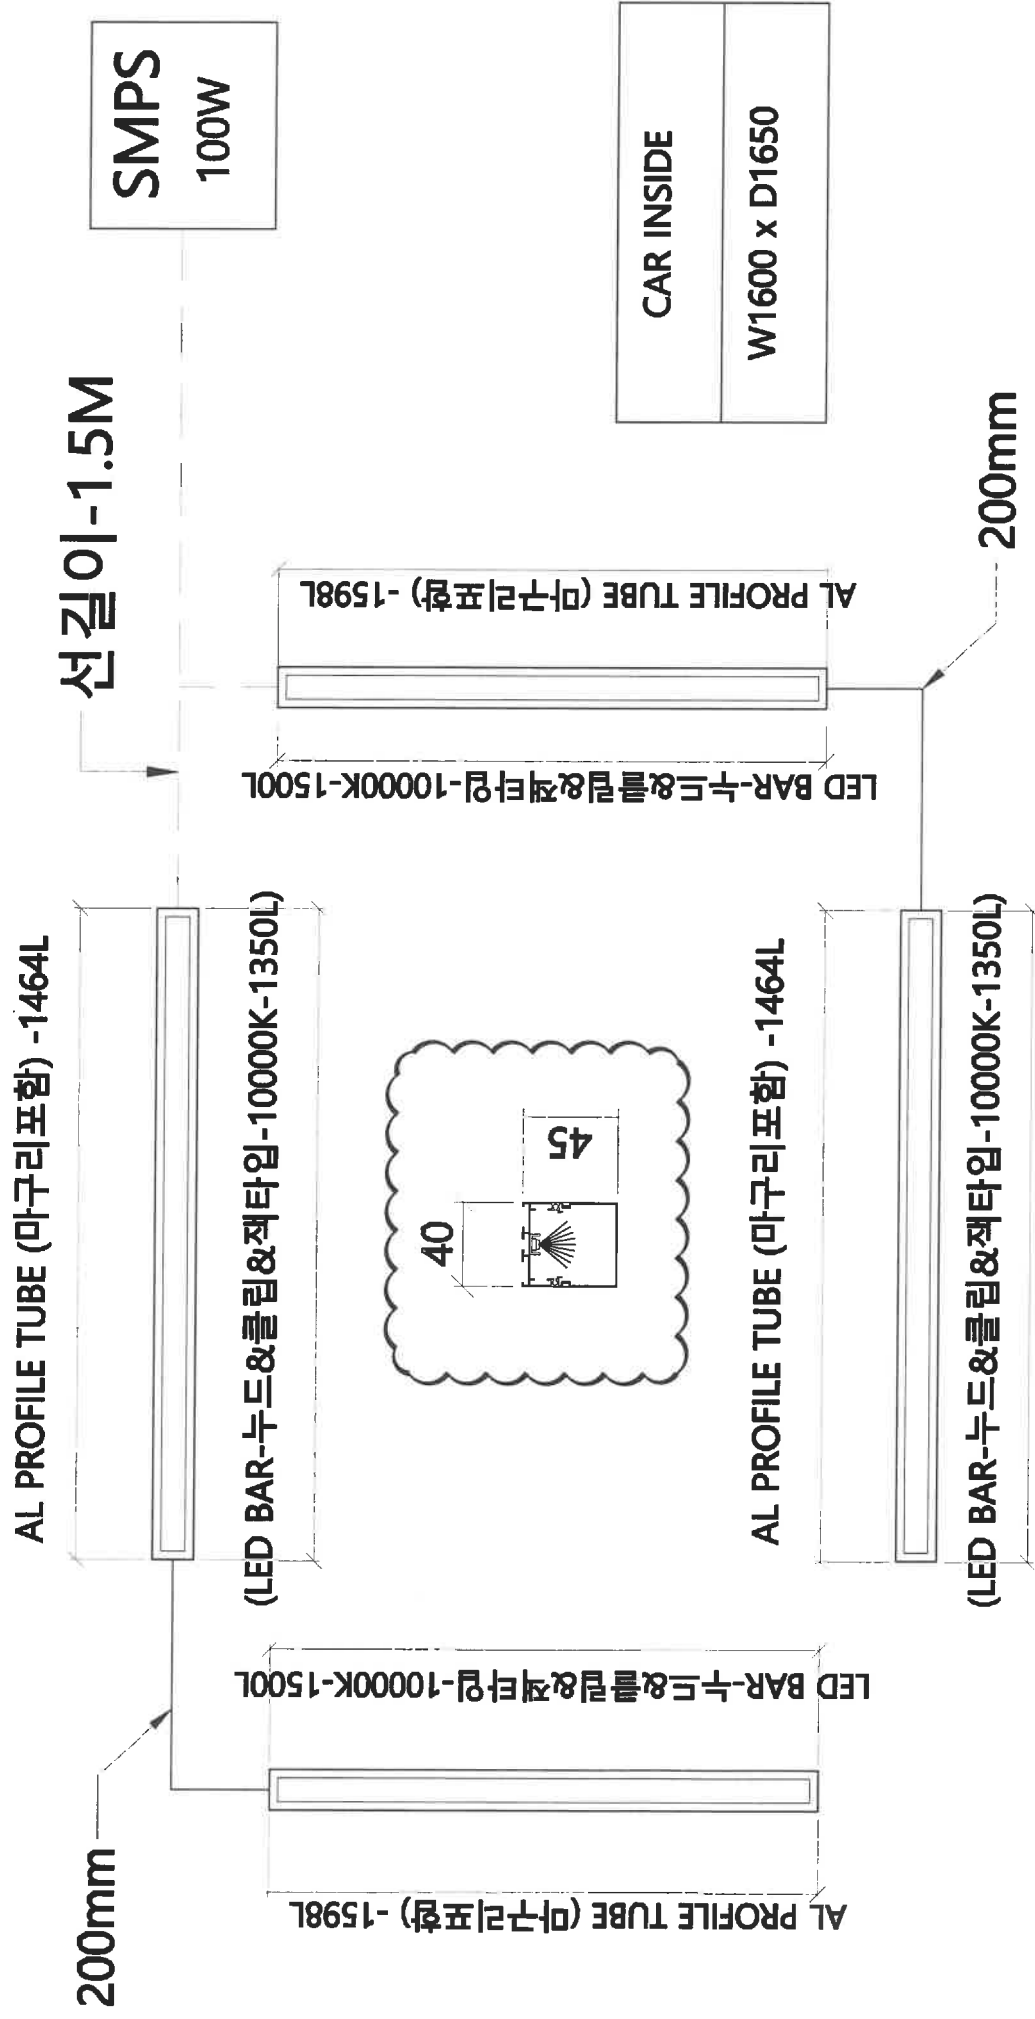 AL PROFILE TUBE (마구리포함) -1464L
선길이-1.5M
SMPS
100W
200mm
(LED BAR-누드&클립&잭타입-10000K-1350L)
AL PROFILE TUBE (마구리포함) -1598L
LED BAR-누드&클립&잭타입-10000K-1500L
40
45
LED BAR-누드&클립&잭타입-10000K-1500L
AL PROFILE TUBE (마구리포함) -1598L
CAR INSIDE
W1600 x D1650
AL PROFILE TUBE (마구리포함) -1464L
(LED BAR-누드&클립&잭타입-10000K-1350L)
200mm